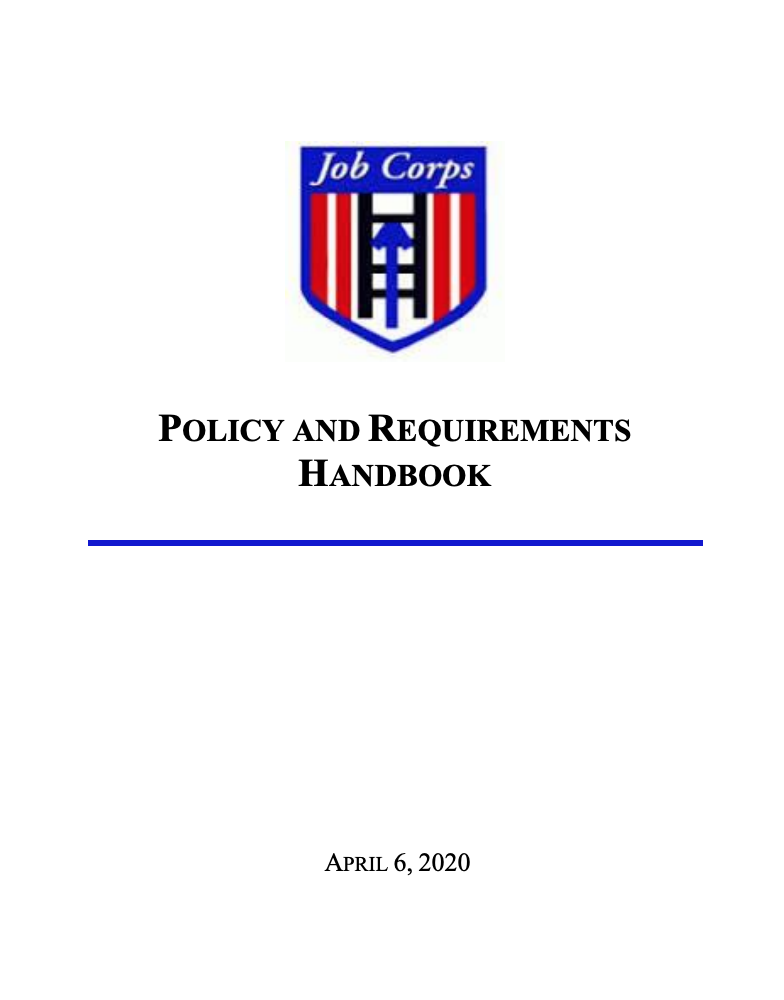 Job Corps
POLICY AND REQUIREMENTS
HANDBOOK
APRIL 6, 2020